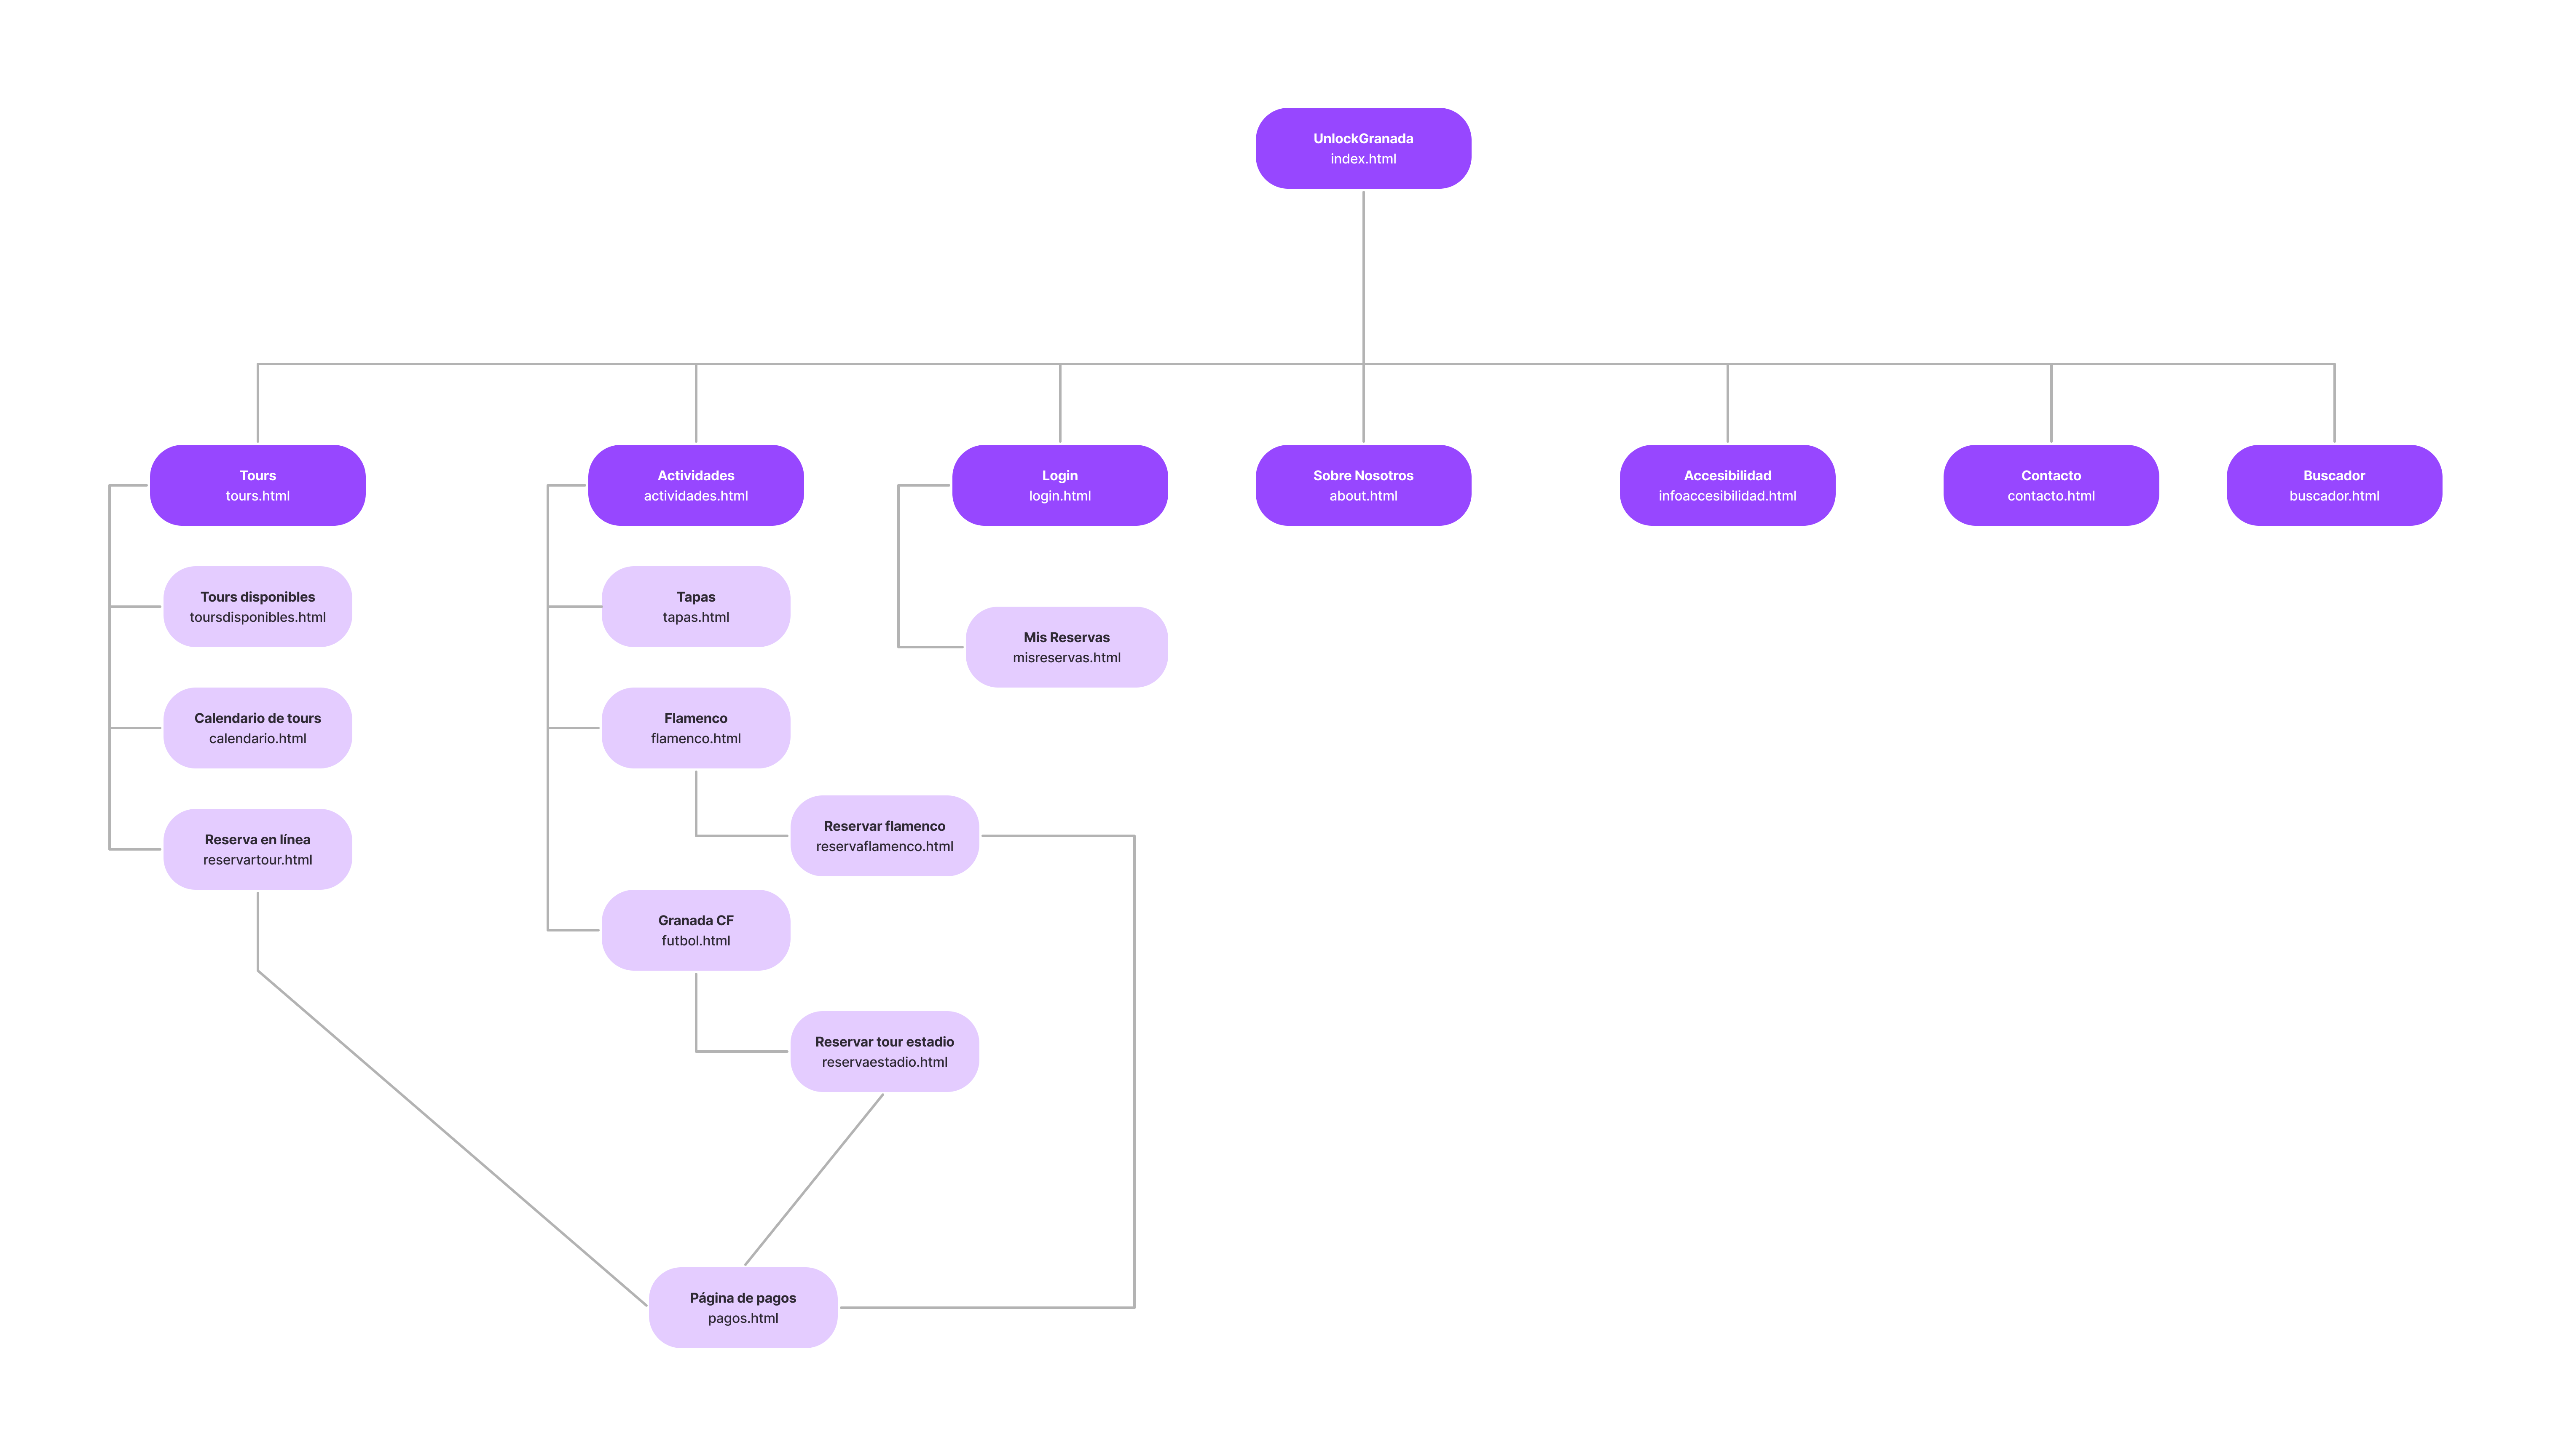 UnlockGranada
index.html
Tours
tours.html
Actividades
actividades.html
Login
login.html
Sobre Nosotros
about.html
Accesibilidad
infoaccesibilidad.html
Contacto
contacto.html
Buscador
buscador.html
Tours disponibles
toursdisponibles.html
Tapas
tapas.html
Mis Reservas
misreservas.html
Calendario de tours
calendario.html
Flamenco
flamenco.html
Reserva en línea
reservartour.html
Reservar flamenco
reservaflamenco.html
Granada CF
futbol.html
Reservar tour estadio
reservaestadio.html
Página de pagos
pagos.html